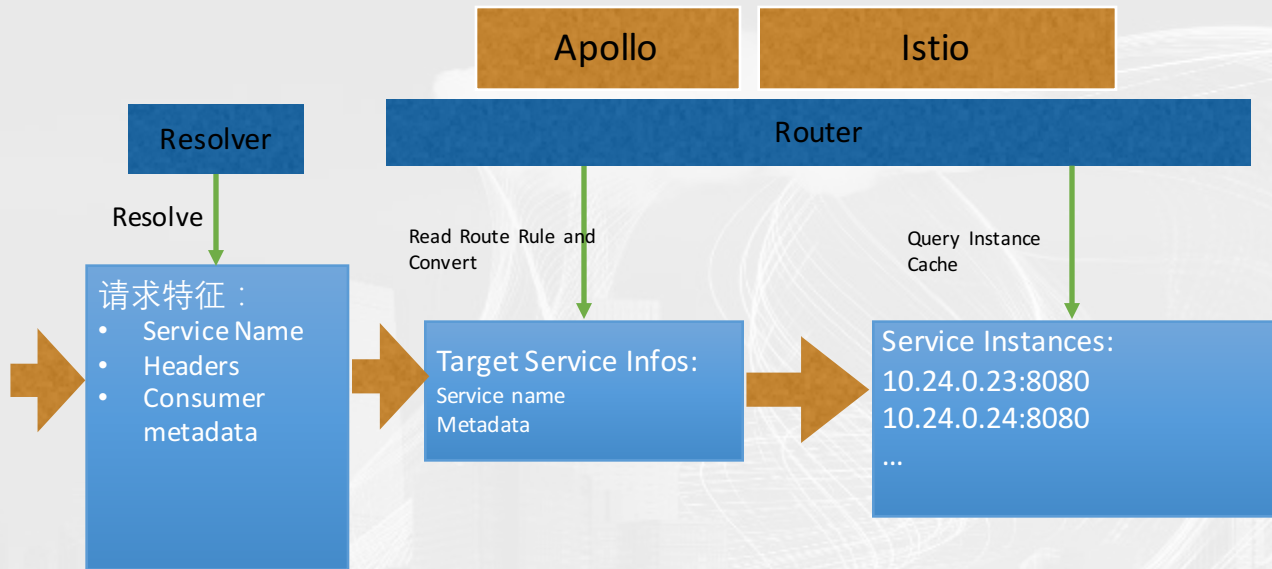 Apollo
Istio
Resolver
Router
Resolve
Read Route Rule and
Convert
Query Instance
Cache
请求特征：
• Service Name
• Headers
• Consumer
metadata
Target Service Infos:
Service name
Metadata
Service Instances:
10.24.0.23:8080
10.24.0.24:8080
...